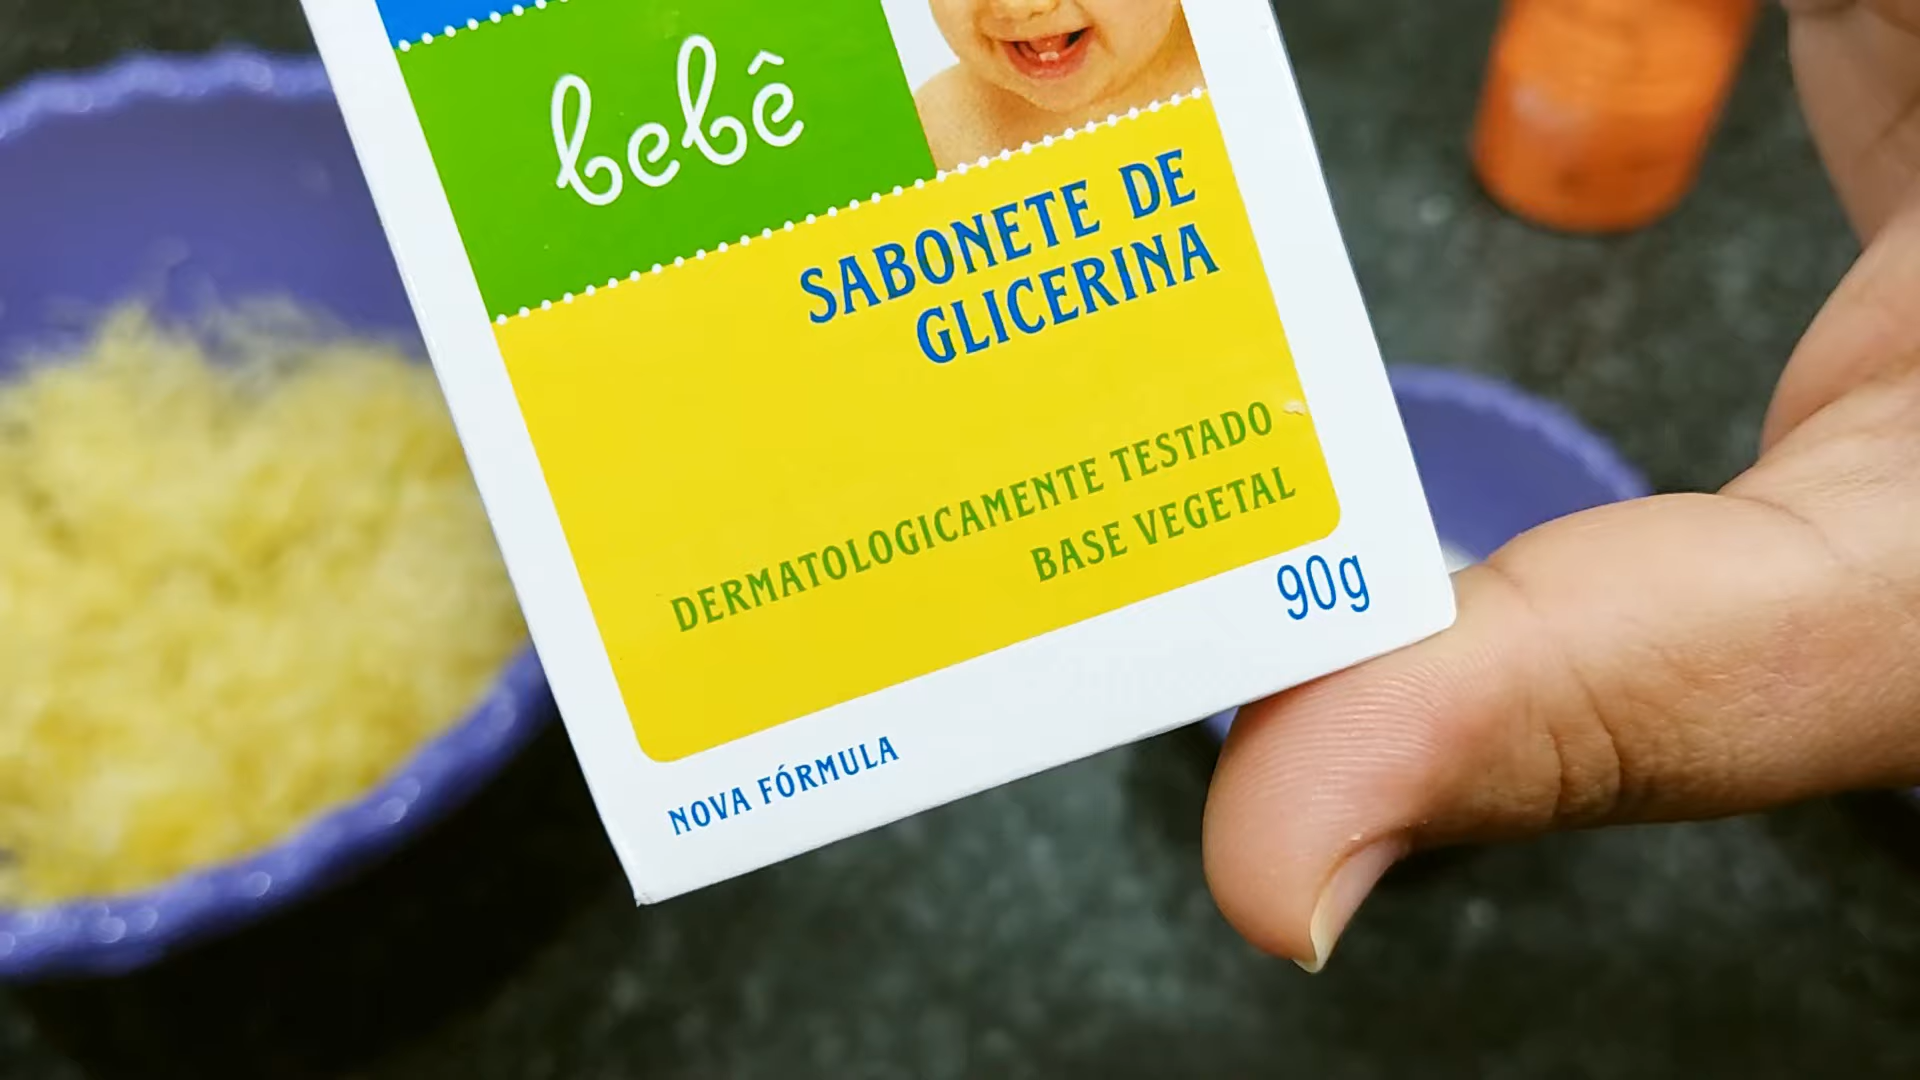 bebê
SABONETE DE
GLICERINA
DERMATOLOGICAMENTE TESTADO
BASE VEGETAL
90g
NOVA FÓRMULA